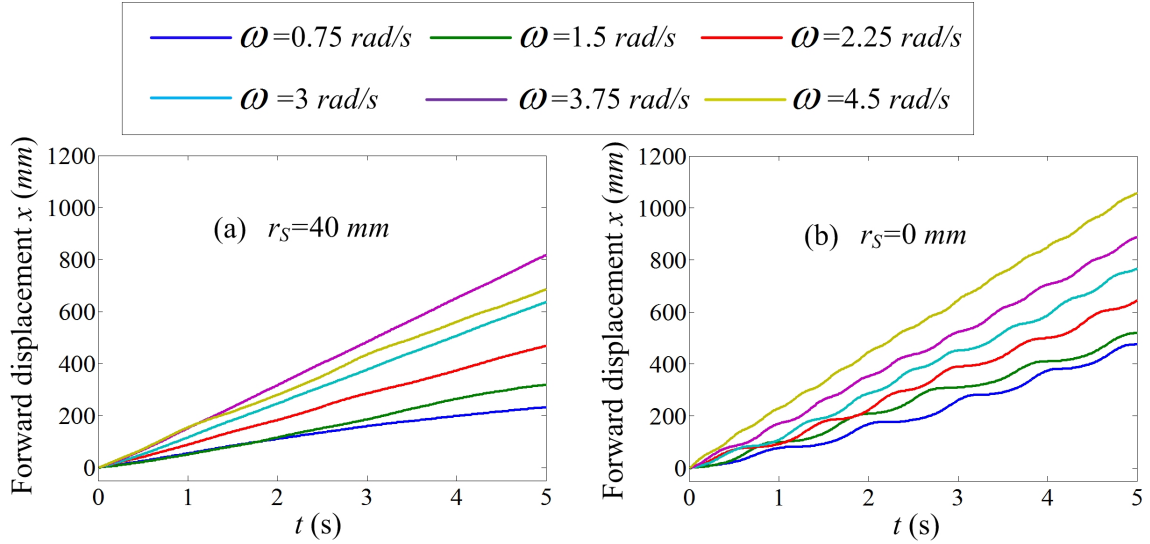 ω=0.75 rad/s ω=1.5 rad/s ω=2.25 rad/s
ω=3 rad/s ω=3.75 rad/s ω=4.5 rad/s
Forward displacement x (mm)
1200
1000
800
600
400
200
0
(a) rS=40 mm
0 1 2 3 4 5
t (s)
Forward displacement x (mm)
1200
1000
800
600
400
200
0
(b) rS=0 mm
0 1 2 3 4 5
t (s)